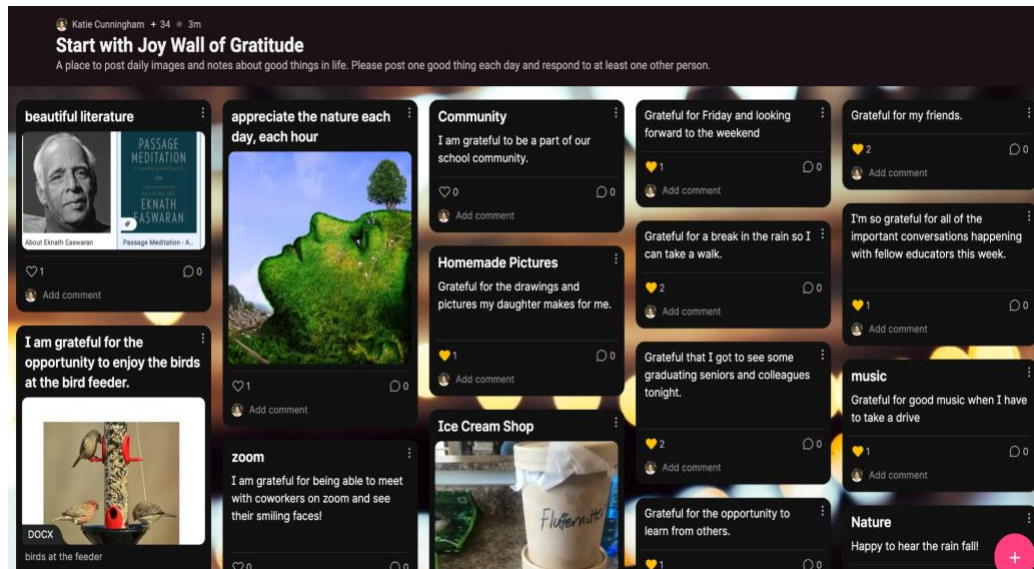 Katie Cunningham + 34 3m
Start with Joy Wall of Gratitude
A place to post daily images and notes about good things in life. Please post one good thing each day and respond to at least one other person.
beautiful literature
PASSAGE
MEDITATION
EKNATH
EASWARAN
About Eknath Easwaran
Passage Meditation - A...
1
0
Add comment
I am grateful for the
opportunity to enjoy the birds
at the bird feeder.
DOCX
birds at the feeder
appreciate the nature each
day, each hour
1
0
Add comment
zoom
I am grateful for being able to meet
with coworkers on zoom and see
their smiling faces!
0
0
Community
I am grateful to be a part of our
school community.
0
0
Add comment
Homemade Pictures
Grateful for the drawings and
pictures my daughter makes for me.
1
0
Add comment
Ice Cream Shop
Grateful for Friday and looking
forward to the weekend
1
0
Add comment
Grateful for a break in the rain so I
can take a walk.
2
0
Add comment
Grateful that I got to see some
graduating seniors and colleagues
tonight.
2
0
Add comment
Grateful for the opportunity to
learn from others.
1
0
Grateful for my friends.
2
0
Add comment
I'm so grateful for all of the
important conversations happening
with fellow educators this week.
1
0
Add comment
music
Grateful for good music when I have
to take a drive
1
0
Add comment
Nature
Happy to hear the rain fall!
+